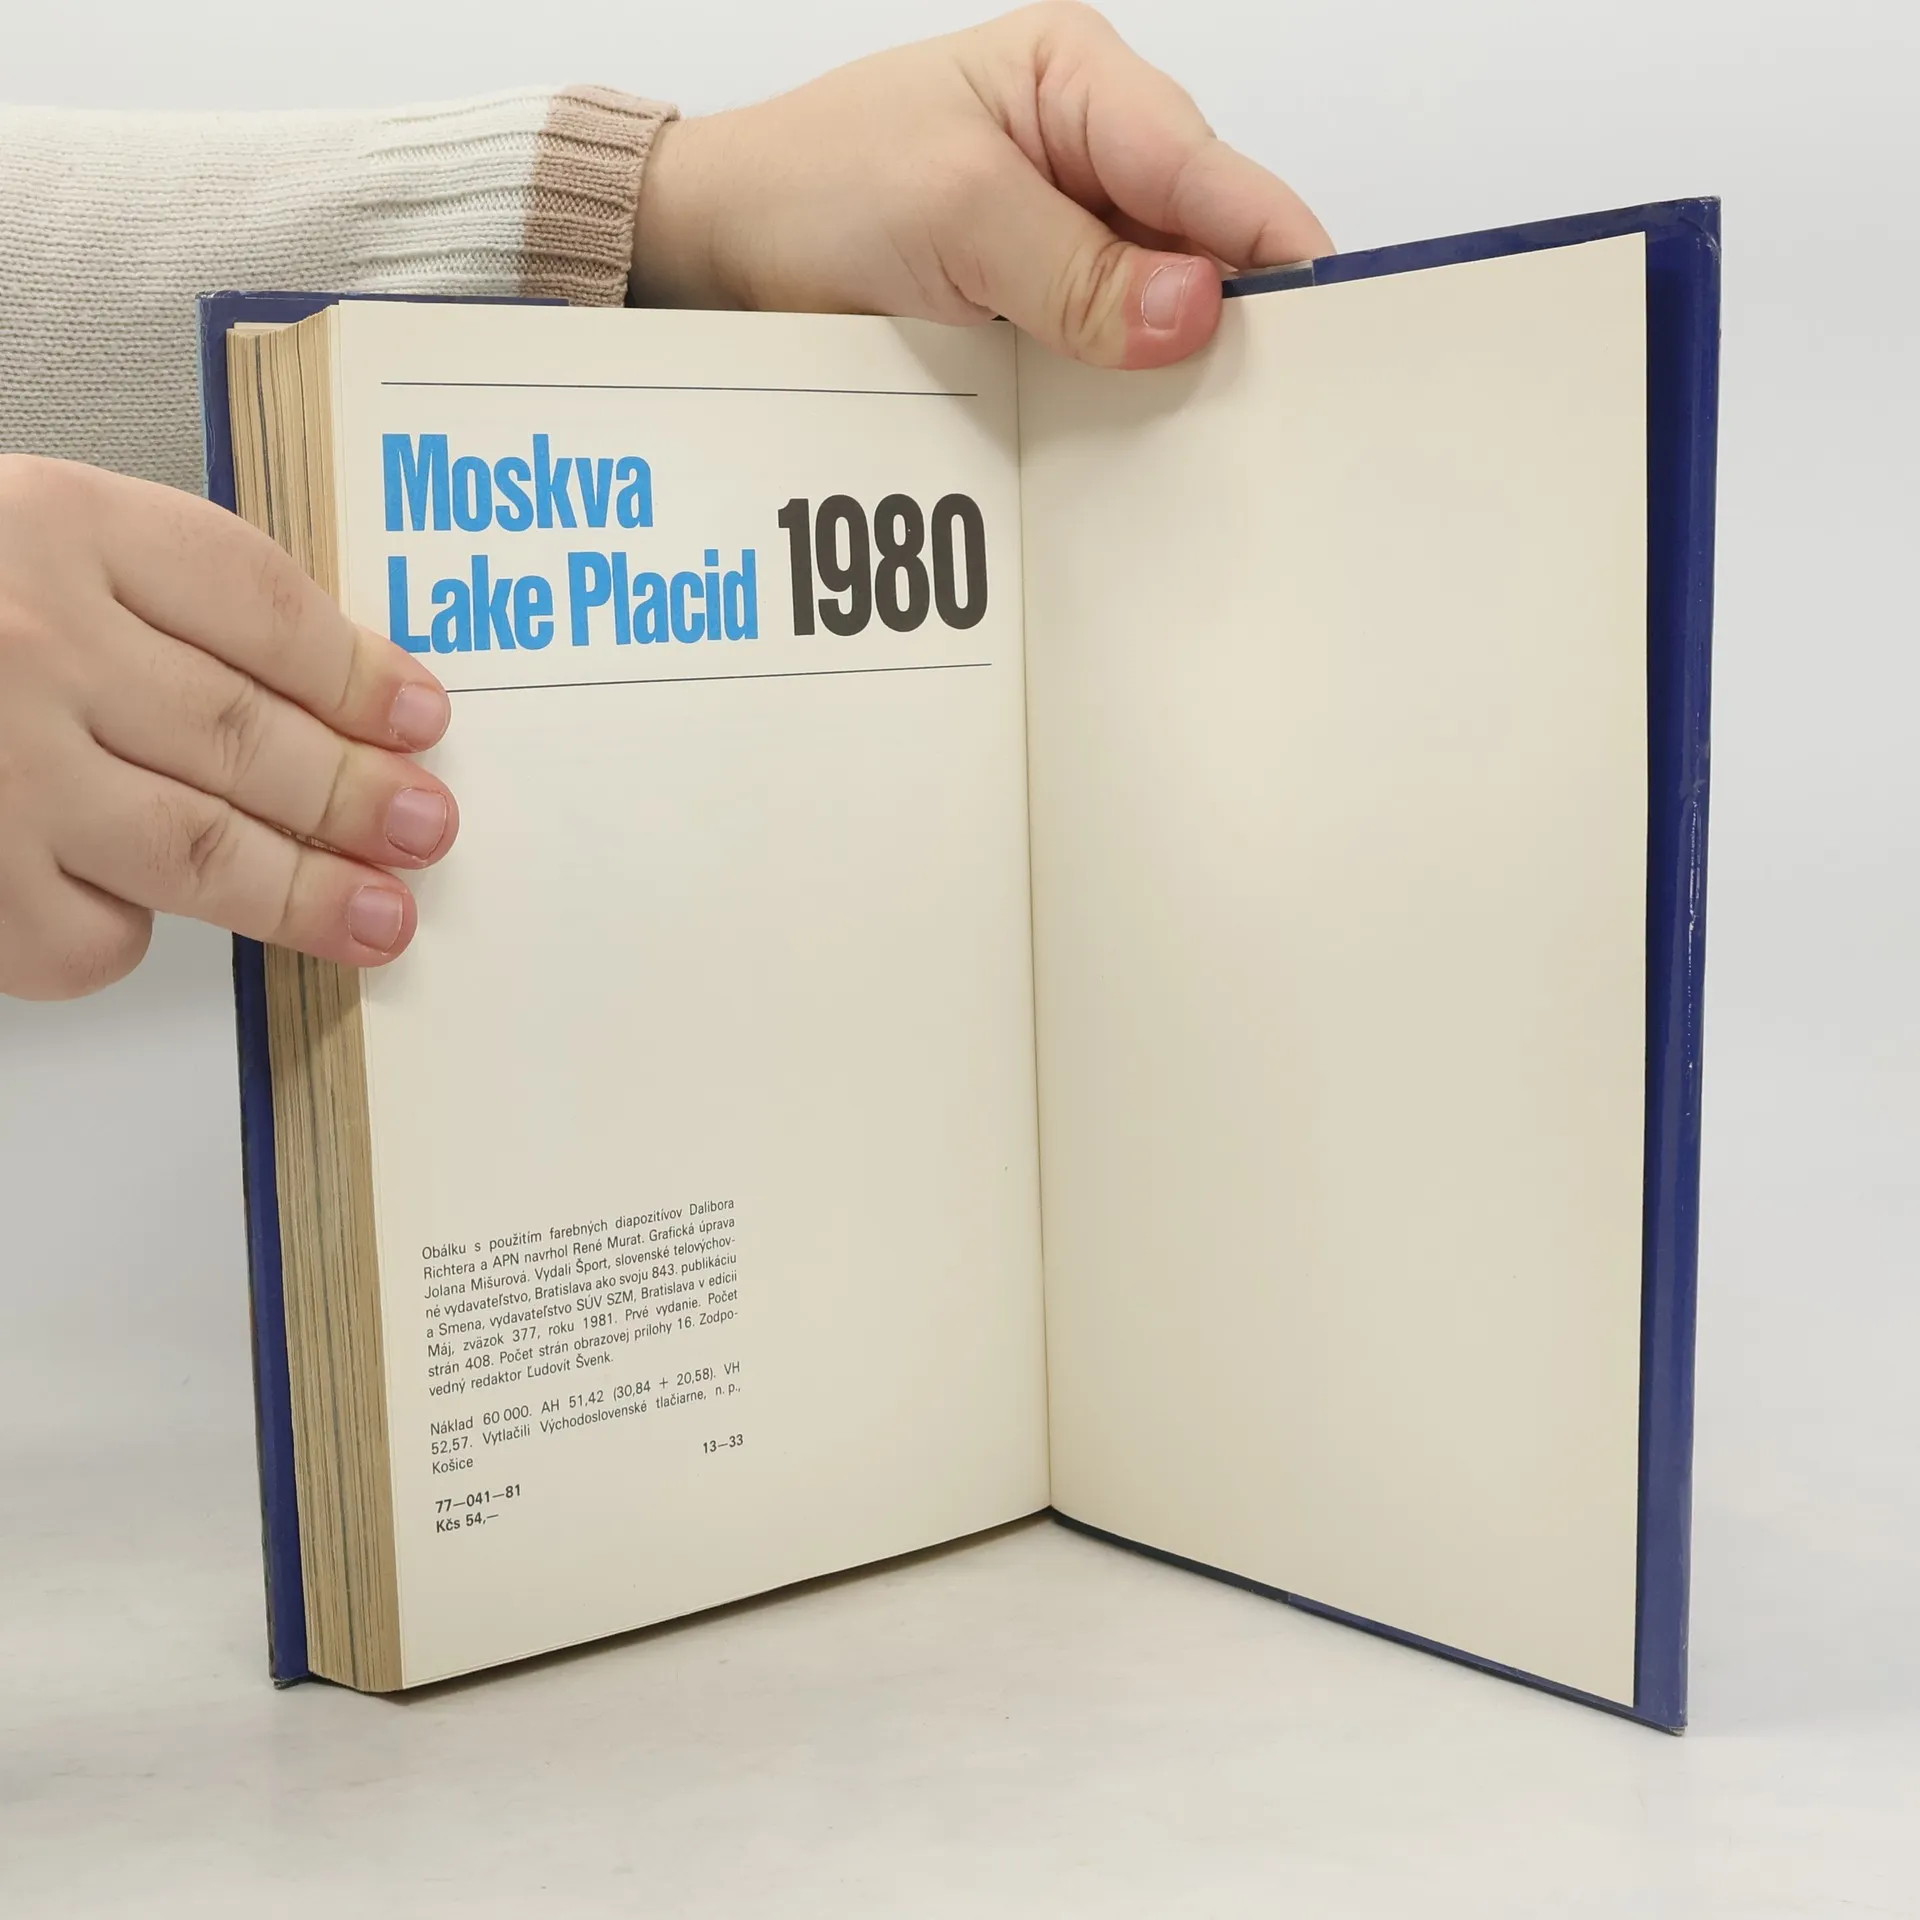 Moskva
Lake Placid 1980
Obálku s použitím farebných diapozitívov Dalibora
Richtera a APN navrhol René Murat. Grafická úprava
Jolana Mišurová. Vydali Šport, slovenské telovýchov-
né vydavateľstvo, Bratislava ako svoju 843. publikáciu
a Smena, vydavateľstvo SÚV SZM, Bratislava v edícii
Máj, zväzok 377, roku 1981. Prvé vydanie. Počet
strán 408. Počet strán obrazovej prílohy 16. Zodpo-
vedný redaktor Ľudovít Švenk.
Náklad 60 000. AH 51,42 (30,84 + 20,58). VH
52,57. Vytlačili Východoslovenské tlačiarne, n. p.,
Košice
13—33
77—041—81
Kčs 54,—